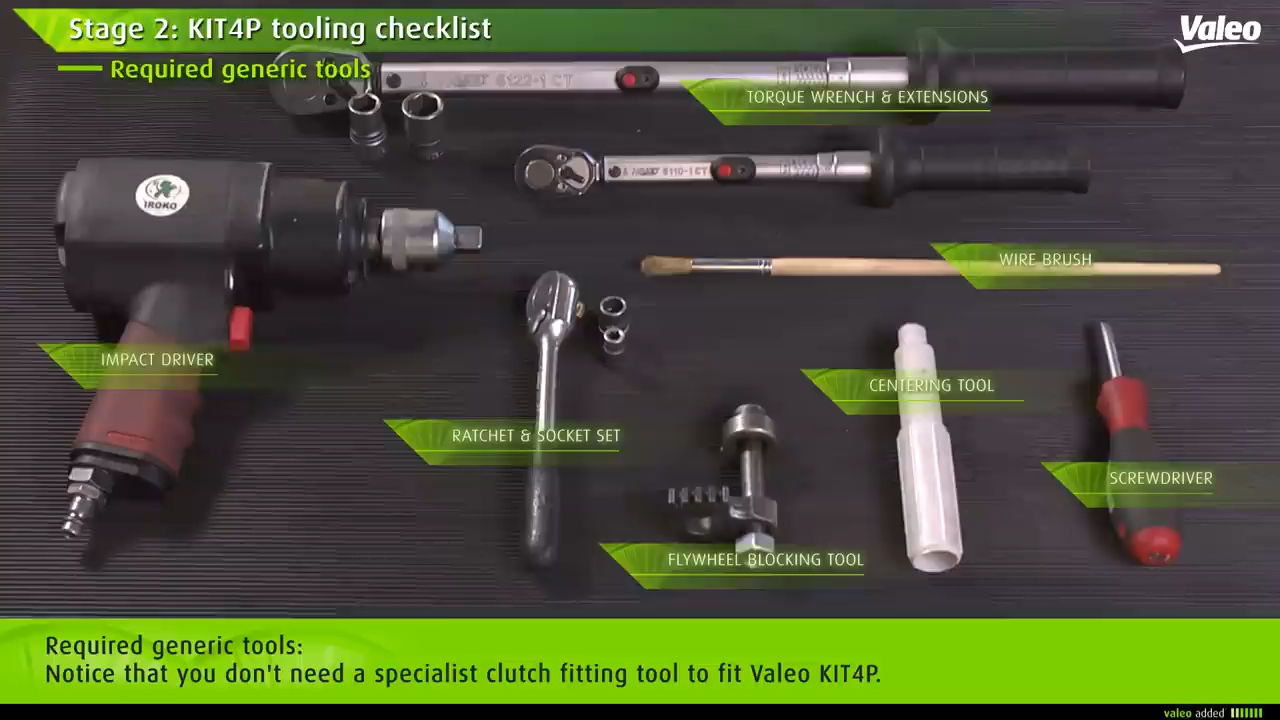 Stage 2: KIT4P tooling checklist
Valeo
Required generic tools
TORQUE WRENCH & EXTENSIONS
IROKO
WIRE BRUSH
IMPACT DRIVER
CENTERING TOOL
RATCHET & SOCKET SET
SCREWDRIVER
FLYWHEEL BLOCKING TOOL
Required generic tools:
Notice that you don't need a specialist clutch fitting tool to fit Valeo KIT4P.
valeo added